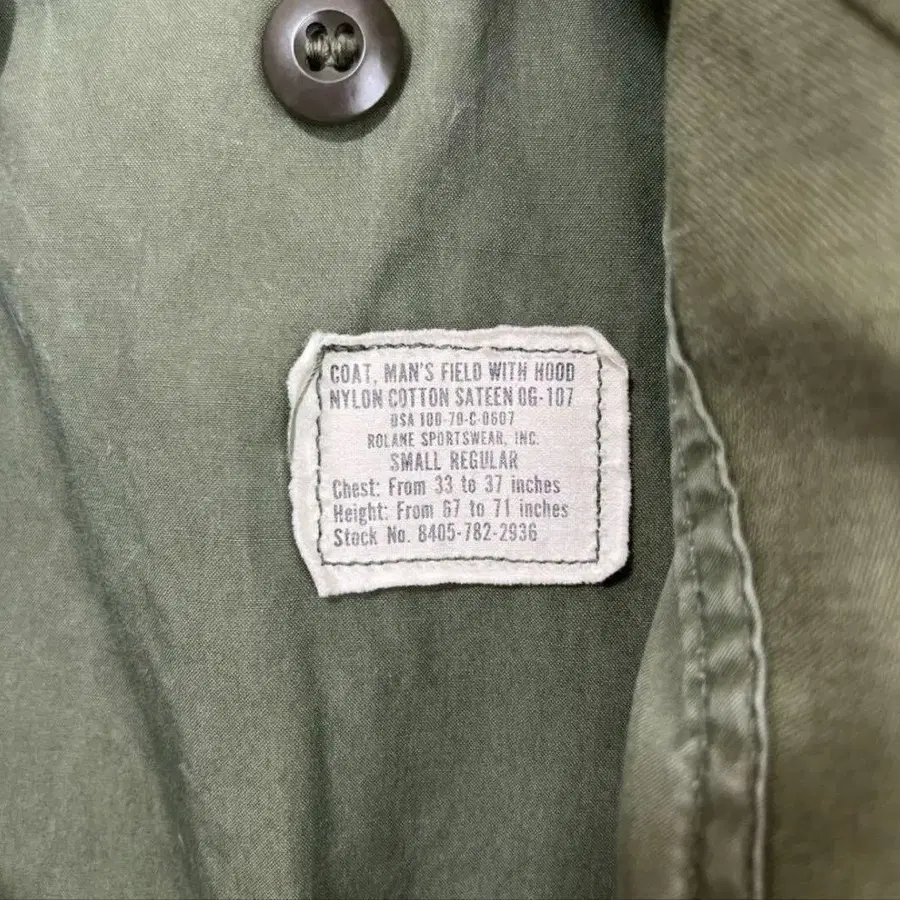 COAT, MAN'S FIELD WITH HOOD
NYLON COTTON SATEEN OG-107
DSA 100-70-C-0607
ROLANE SPORTSWEAR, INC.
SMALL REGULAR
Chest: From 33 to 37 inches
Height: From 67 to 71 inches
Stock No. 8405-782-2936